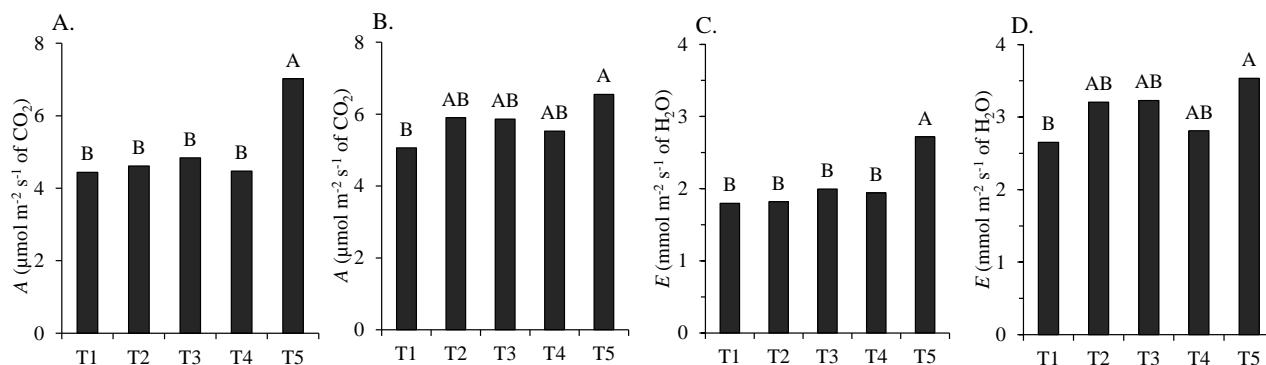 A.
A (μmol m-2 s-1 of CO2)
8
6
4
2
0
B
B
B
B
A
T1 T2 T3 T4 T5
B.
A (μmol m-2 s-1 of CO2)
8
6
4
2
0
B
AB
AB
AB
A
T1 T2 T3 T4 T5
C.
E (mmol m-2 s-1 of H2O)
4
3
2
1
0
B
B
B
B
A
T1 T2 T3 T4 T5
D.
E (mmol m-2 s-1 of H2O)
4
3
2
1
0
B
AB
AB
AB
A
T1 T2 T3 T4 T5